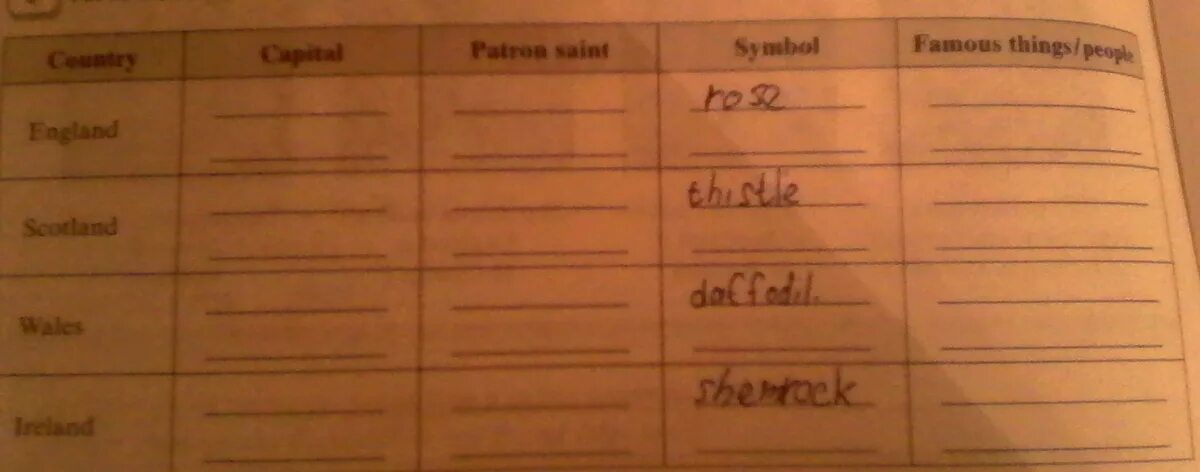 Country Capital Patron saint Symbol Famous things/people
England rose
Scotland thistle
Wales daffodil.
Ireland shemrock